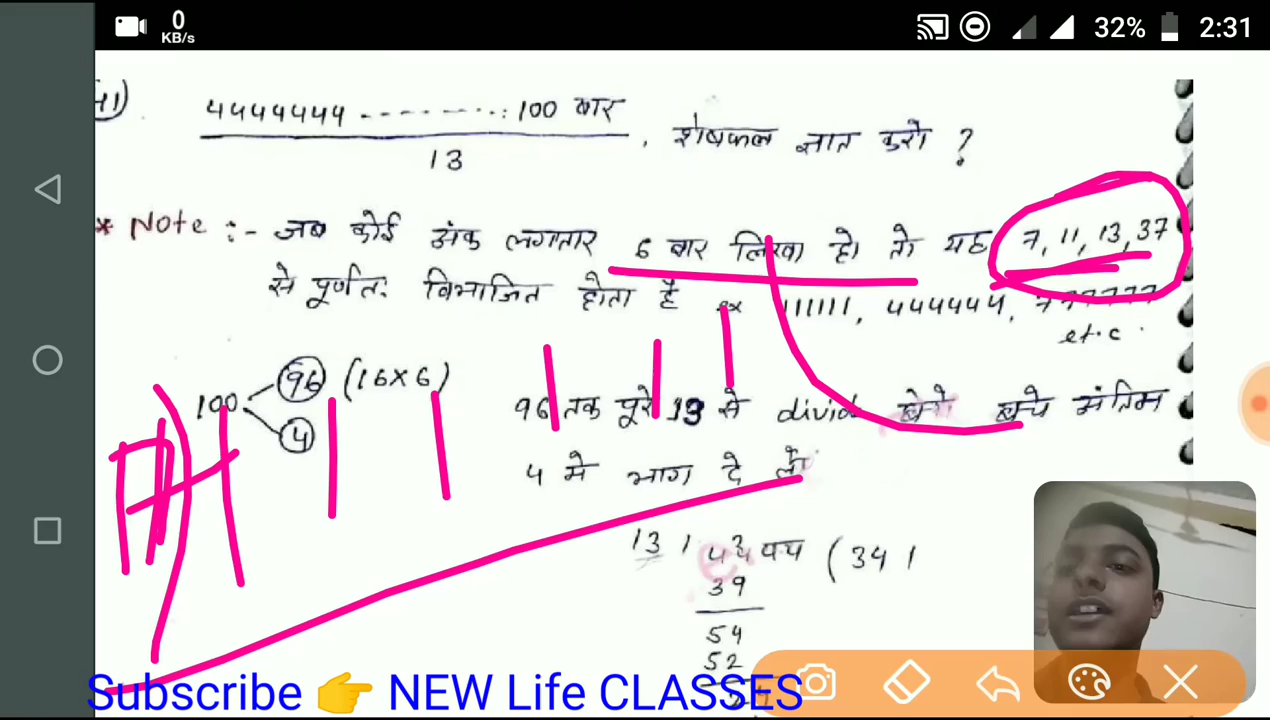 0 KB/s 32% 2:31
4444444 ---------- 100 बार
13
, शेषफल ज्ञात करो ?
* Note :- जब कोई अंक लगातार 6 बार लिखा हो तो यह 7, 11, 13, 37
से पूर्णतः विभाजित होता है ex 111111, 444444, 777777
etc.
100 96 (16×6)
4
96 तक पूरे 13 से divid बचे अंतिम
4 में भाग दे लो
13 ( 341
39
54
52
Subscribe 👉 NEW Life CLASSES